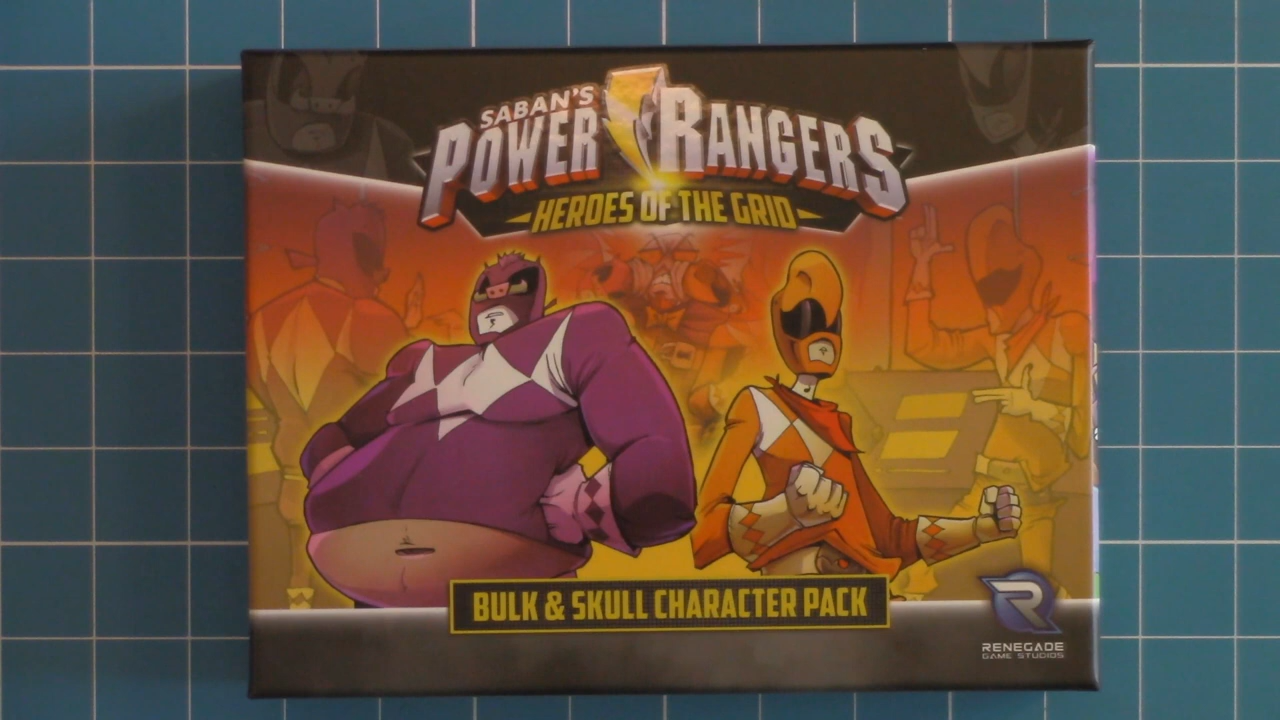 SABAN'S
POWER RANGERS
HEROES OF THE GRID
BULK & SKULL CHARACTER PACK
RENEGADE
GAME STUDIOS